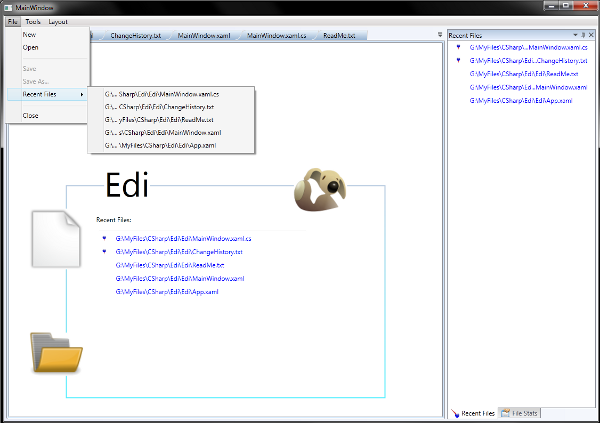 MainWindow
File Tools Layout
ChangeHistory.txt MainWindow.xaml MainWindow.xaml.cs ReadMe.txt
New
Open
Save
Save As...
Recent Files
Close
G:\... Sharp\Edi\Edi\MainWindow.xaml.cs
G:\... CSharp\Edi\Edi\ChangeHistory.txt
G:\... yFiles\CSharp\Edi\Edi\ReadMe.txt
G:\... s\CSharp\Edi\Edi\MainWindow.xaml
G:\... \MyFiles\CSharp\Edi\Edi\App.xaml
Edi
Recent Files:
G:\MyFiles\CSharp\Edi\Edi\MainWindow.xaml.cs
G:\MyFiles\CSharp\Edi\Edi\ChangeHistory.txt
G:\MyFiles\CSharp\Edi\Edi\ReadMe.txt
G:\MyFiles\CSharp\Edi\Edi\MainWindow.xaml
G:\MyFiles\CSharp\Edi\Edi\App.xaml
Recent Files
G:\MyFiles\CSharp\...MainWindow.xaml.cs
G:\MyFiles\CSharp\Edi...ChangeHistory.txt
G:\MyFiles\CSharp\Edi\Edi\ReadMe.txt
G:\MyFiles\CSharp\Ed...MainWindow.xaml
G:\MyFiles\CSharp\Edi\Edi\App.xaml
Recent Files File Stats